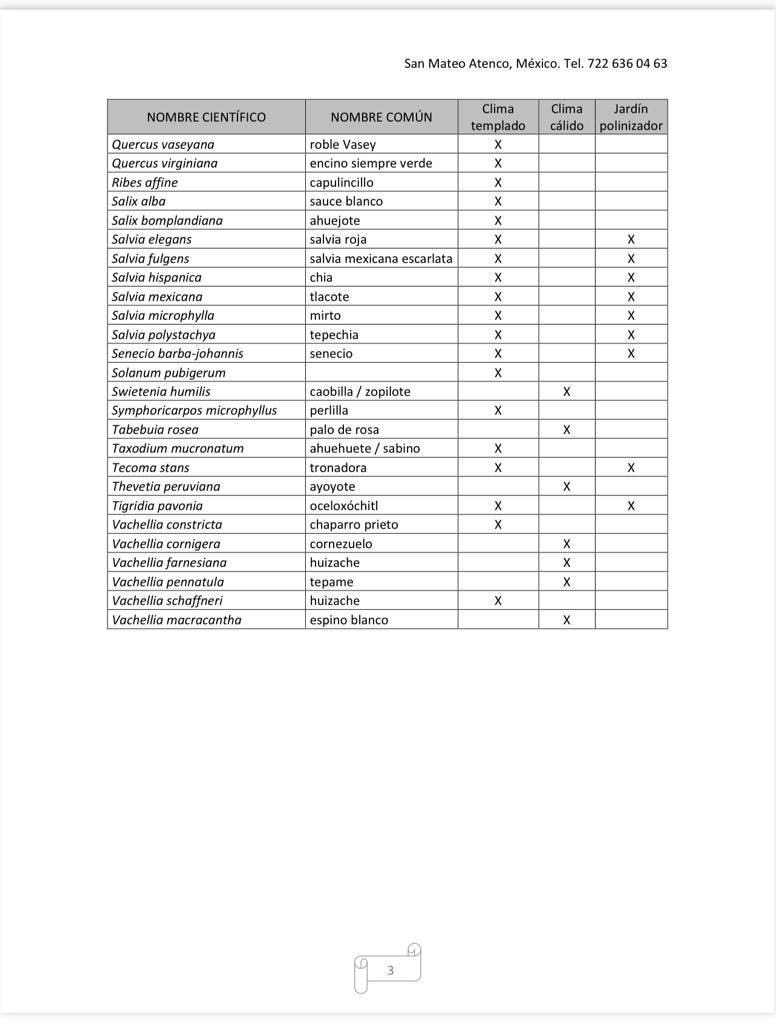 San Mateo Atenco, México. Tel. 722 636 04 63
NOMBRE CIENTÍFICO NOMBRE COMÚN Clima templado Clima cálido Jardín polinizador
Quercus vaseyana roble Vasey X
Quercus virginiana encino siempre verde X
Ribes affine capulincillo X
Salix alba sauce blanco X
Salix bomplandiana ahuejote X
Salvia elegans salvia roja X X
Salvia fulgens salvia mexicana escarlata X X
Salvia hispanica chia X X
Salvia mexicana tlacote X X
Salvia microphylla mirto X X
Salvia polystachya tepechia X X
Senecio barba-johannis senecio X X
Solanum pubigerum X
Swietenia humilis caobilla / zopilote X
Symphoricarpos microphyllus perlilla X
Tabebuia rosea palo de rosa X
Taxodium mucronatum ahuehuete / sabino X
Tecoma stans tronadora X X
Thevetia peruviana ayoyote X
Tigridia pavonia oceloxóchitl X X
Vachellia constricta chaparro prieto X
Vachellia cornigera cornezuelo X
Vachellia farnesiana huizache X
Vachellia pennatula tepame X
Vachellia schaffneri huizache X
Vachellia macracantha espino blanco X
3